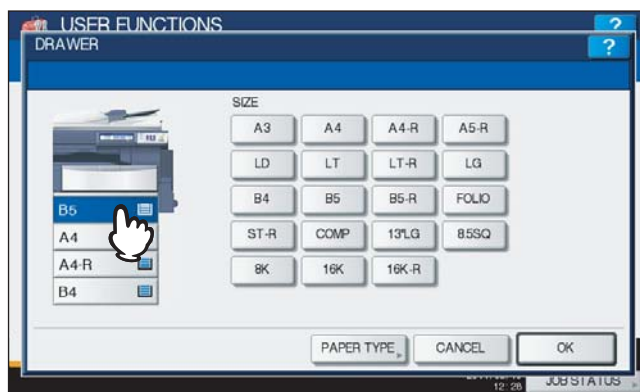 USER FUNCTIONS ?
DRAWER ?
SIZE
A3 A4 A4-R A5-R
LD LT LT-R LG
B4 B5 B5-R FOLIO
ST-R COMP 13"LG 8.5SQ
8K 16K 16K-R
B5
A4
A4-R
B4
PAPER TYPE CANCEL OK
12:28 JOB STATUS